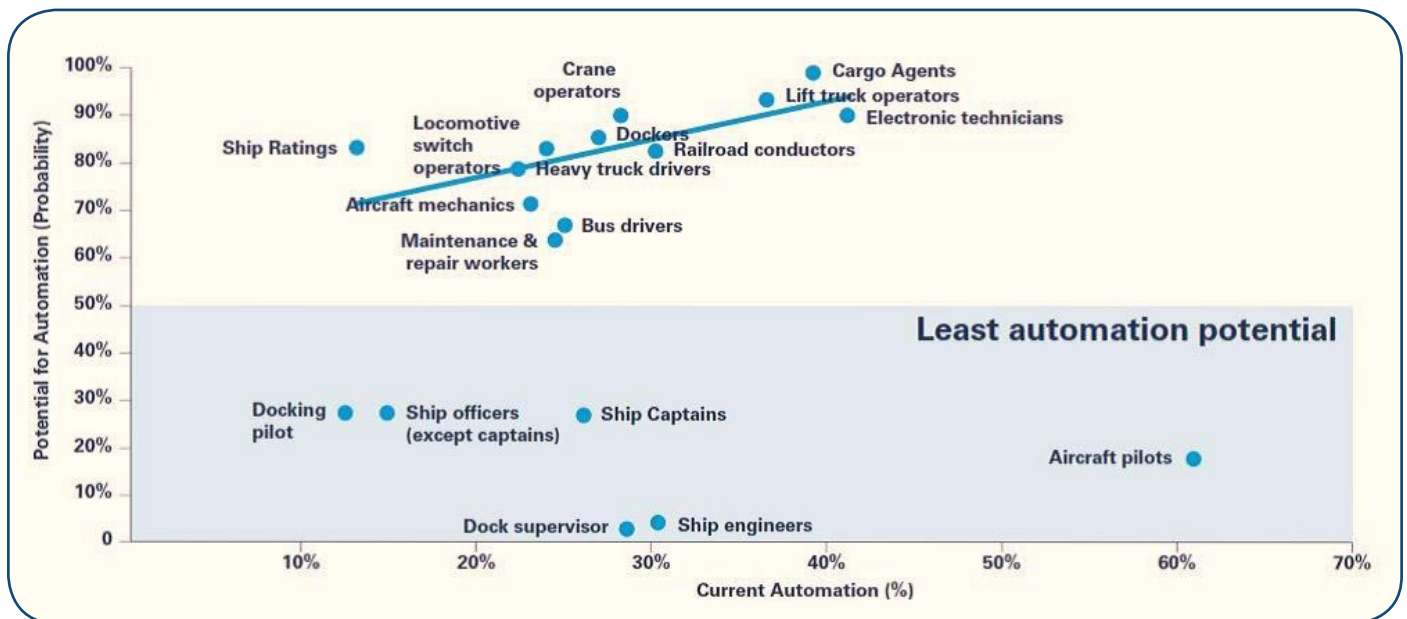 Potential for Automation (Probability)
100%
90%
80%
70%
60%
50%
40%
30%
20%
10%
0
Crane
operators
Cargo Agents
Lift truck operators
Electronic technicians
Locomotive
switch
operators
Dockers
Ship Ratings
Railroad conductors
Heavy truck drivers
Aircraft mechanics
Bus drivers
Maintenance &
repair workers
Least automation potential
Docking
pilot
Ship officers
(except captains)
Ship Captains
Aircraft pilots
Dock supervisor
Ship engineers
10%
20%
30%
40%
50%
60%
70%
Current Automation (%)